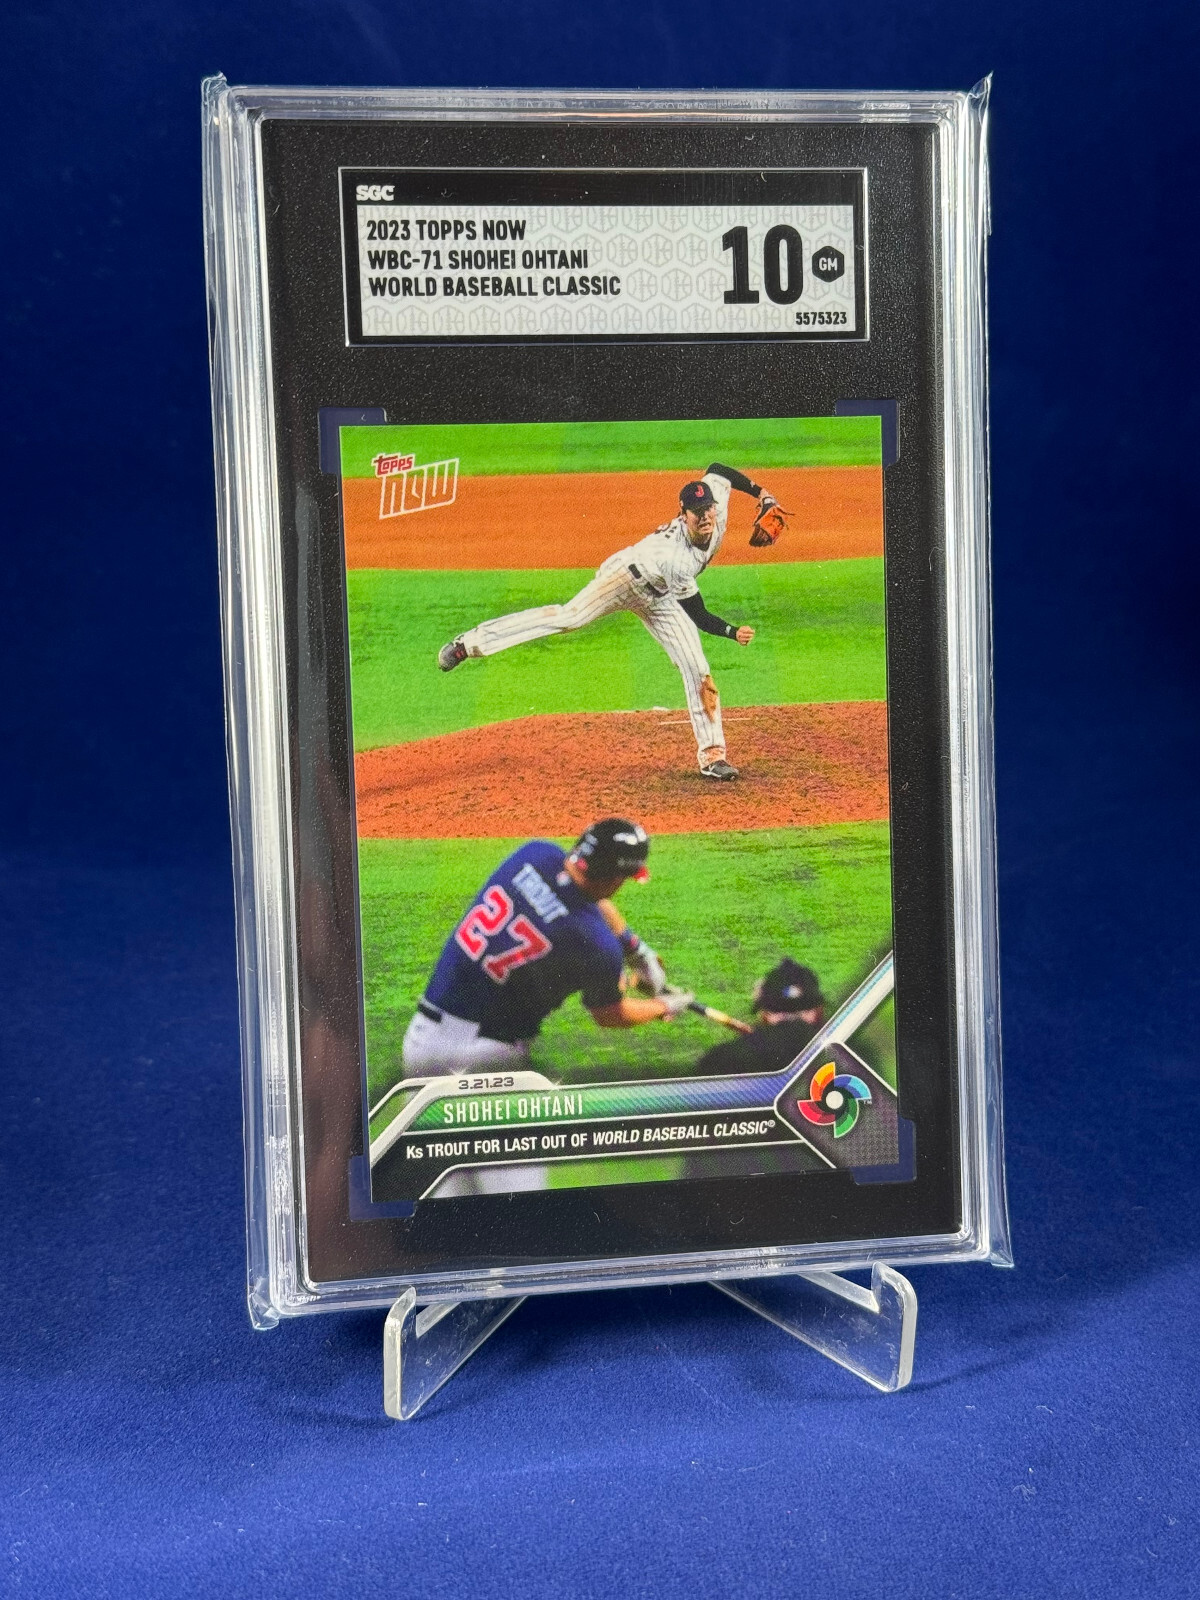 SGC
2023 TOPPS NOW
WBC-71 SHOHEI OHTANI
WORLD BASEBALL CLASSIC
10 GM
5575323
topps
NOW
J
TROUT
27
3.21.23
SHOHEI OHTANI
Ks TROUT FOR LAST OUT OF WORLD BASEBALL CLASSIC®
TM